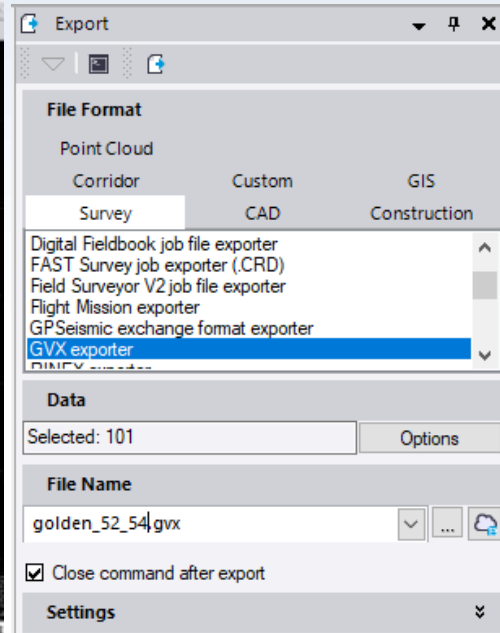 Export
File Format
Point Cloud
Corridor Custom GIS
Survey CAD Construction
Digital Fieldbook job file exporter
FAST Survey job exporter (.CRD)
Field Surveyor V2 job file exporter
Flight Mission exporter
GPSeismic exchange format exporter
GVX exporter
RINEX exporter
Data
Selected: 101 Options
File Name
golden_52_54.gvx ...
Close command after export
Settings